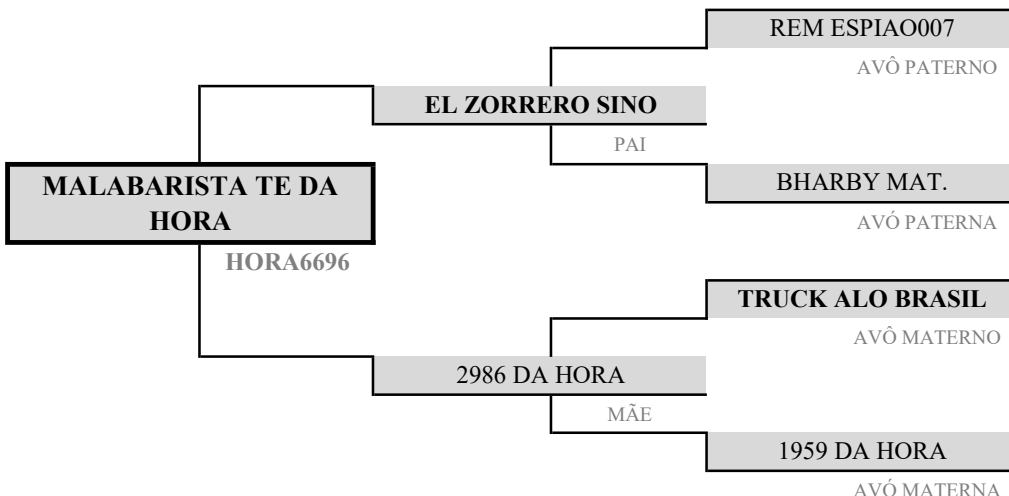 REM ESPIAO007
AVÔ PATERNO
EL ZORRERO SINO
PAI
MALABARISTA TE DA
HORA
BHARBY MAT.
AVÓ PATERNA
HORA6696
TRUCK ALO BRASIL
AVÔ MATERNO
2986 DA HORA
MÃE
1959 DA HORA
AVÓ MATERNA